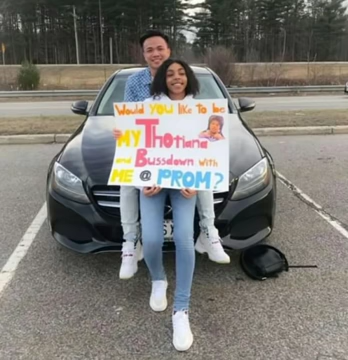 Would YOU like to be
MY THotiana
and Bussdown with
ME @ PROM?